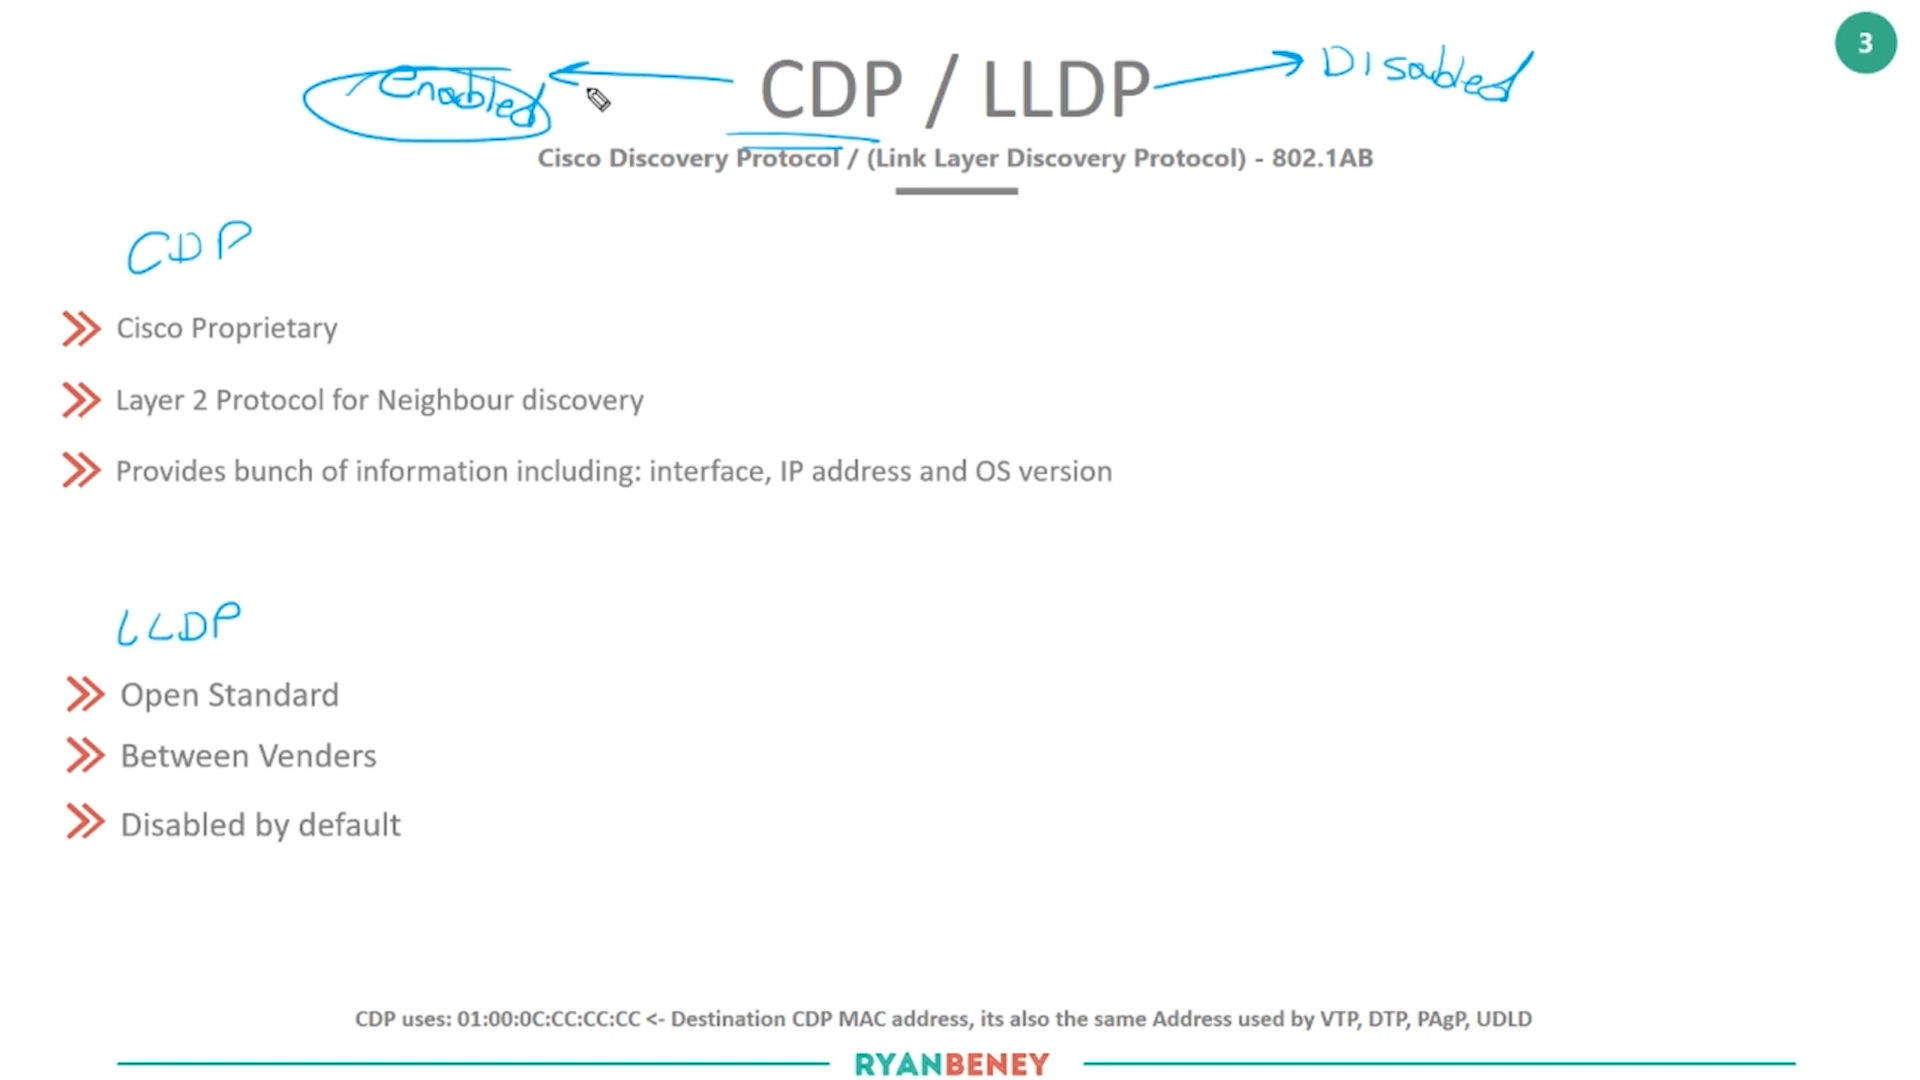 3
Enabled CDP / LLDP Disabled
Cisco Discovery Protocol / (Link Layer Discovery Protocol) - 802.1AB
CDP
Cisco Proprietary
Layer 2 Protocol for Neighbour discovery
Provides bunch of information including: interface, IP address and OS version
LLDP
Open Standard
Between Venders
Disabled by default
CDP uses: 01:00:0C:CC:CC:CC <- Destination CDP MAC address, its also the same Address used by VTP, DTP, PAgP, UDLD
RYANBENEY